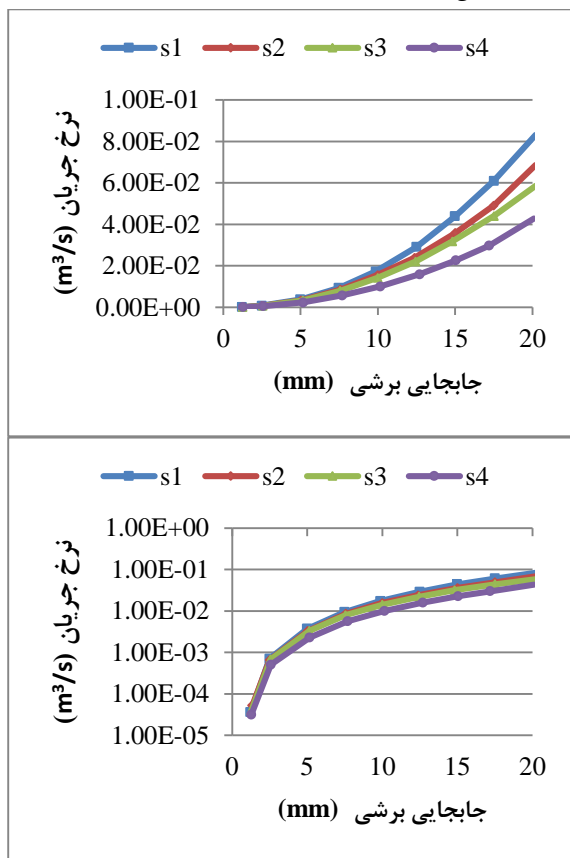 s1 s2 s3 s4
1.00E-01
8.00E-02
6.00E-02
4.00E-02
2.00E-02
0.00E+00
نرخ جریان (m³/s)
0 5 10 15 20
جابجایی برشی (mm)
s1 s2 s3 s4
1.00E+00
1.00E-01
1.00E-02
1.00E-03
1.00E-04
1.00E-05
نرخ جریان (m³/s)
0 5 10 15 20
جابجایی برشی (mm)